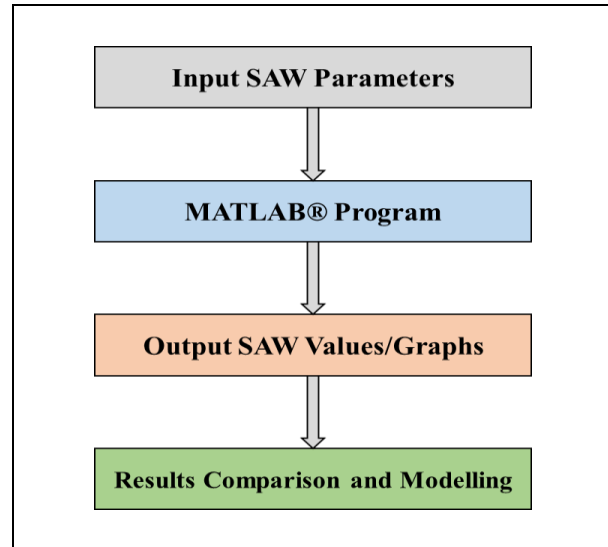 Input SAW Parameters
MATLAB® Program
Output SAW Values/Graphs
Results Comparison and Modelling